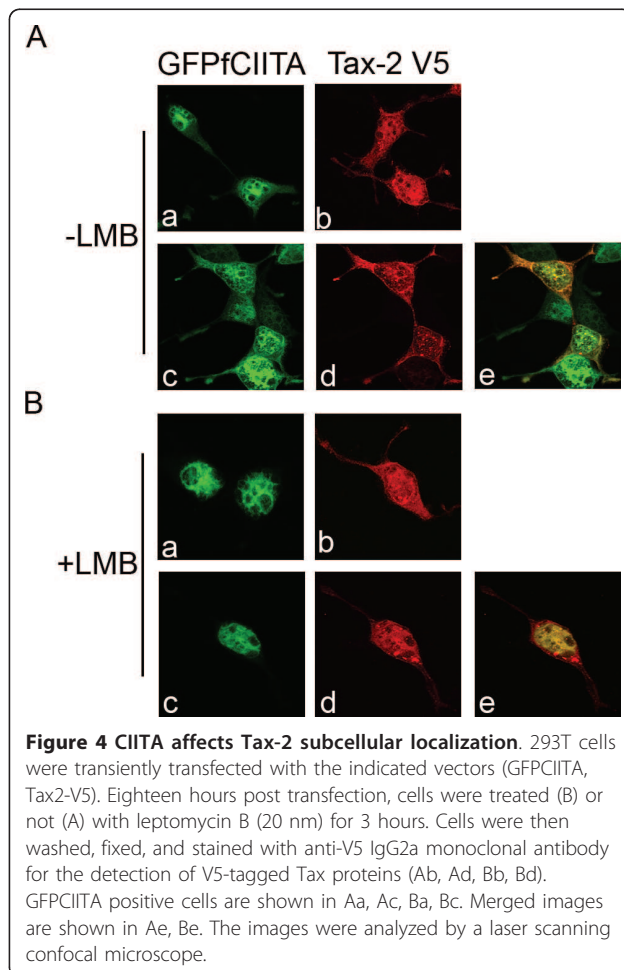 A
GFPfCIITA Tax-2 V5
-LMB
a b
c d e
B
+LMB
a b
c d e
Figure 4 CIITA affects Tax-2 subcellular localization. 293T cells
were transiently transfected with the indicated vectors (GFPCIITA,
Tax2-V5). Eighteen hours post transfection, cells were treated (B) or
not (A) with leptomycin B (20 nm) for 3 hours. Cells were then
washed, fixed, and stained with anti-V5 IgG2a monoclonal antibody
for the detection of V5-tagged Tax proteins (Ab, Ad, Bb, Bd).
GFPCIITA positive cells are shown in Aa, Ac, Ba, Bc. Merged images
are shown in Ae, Be. The images were analyzed by a laser scanning
confocal microscope.